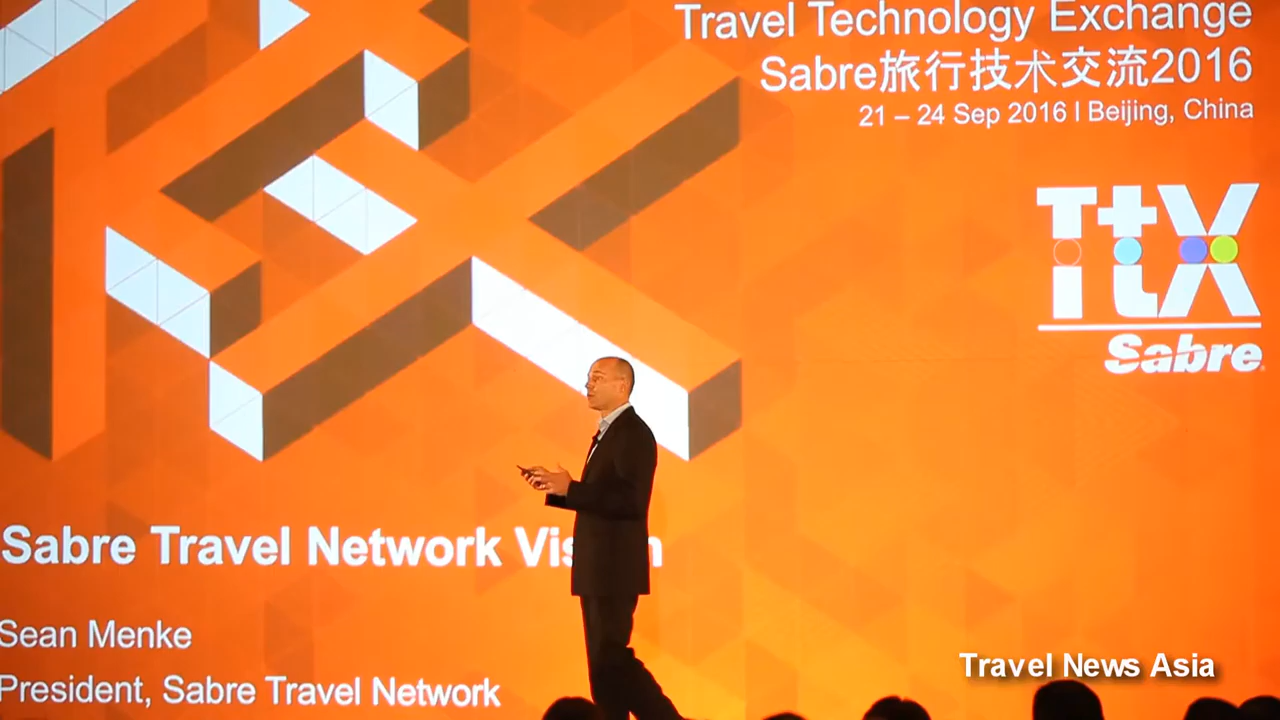 Travel Technology Exchange
Sabre旅行技术交流2016
21 – 24 Sep 2016 | Beijing, China
TtX
Sabre
Sabre Travel Network
Sean Menke
President, Sabre Travel Network
Travel News Asia